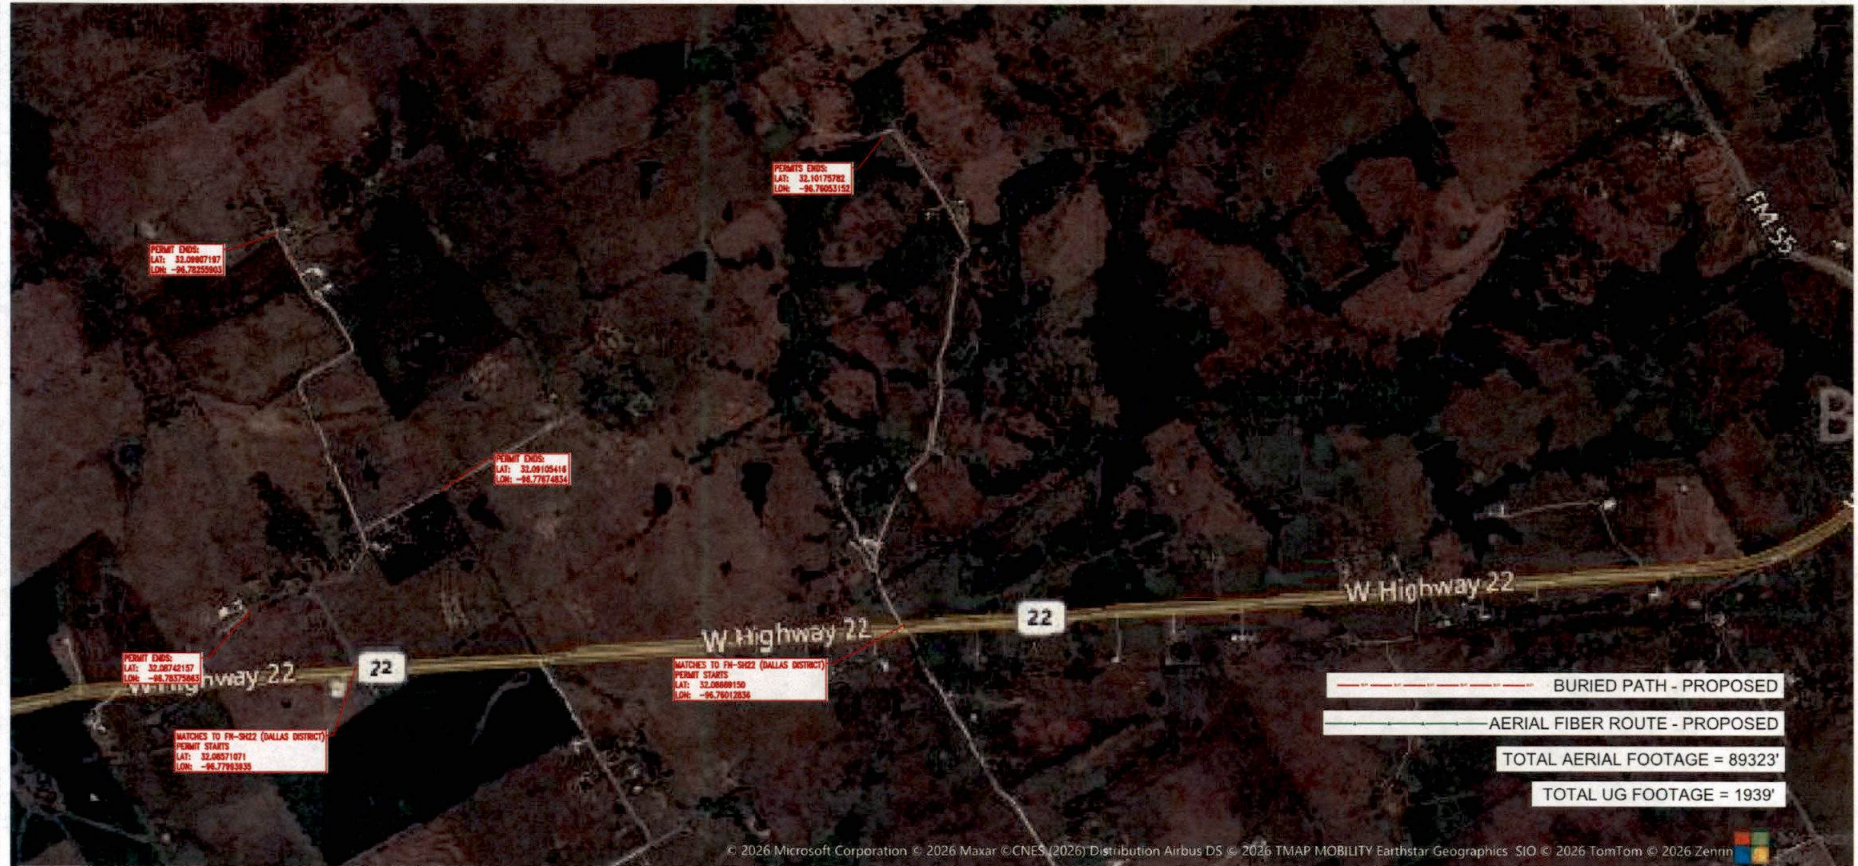 PERMITS ENDS:
LAT: 32.10175782
LON: -96.76053152
FM 55
PERMIT ENDS:
LAT: 32.09907197
LON: -96.78255903
B
PERMIT ENDS:
LAT: 32.09105416
LON: -96.77674834
W Highway 22
22
W Highway 22
PERMIT ENDS:
LAT: 32.08742157
LON: -96.78375863
W Highway 22
22
MATCHES TO FN-SH22 (DALLAS DISTRICT)
PERMIT STARTS
LAT: 32.08689150
LON: -96.76012836
MATCHES TO FN-SH22 (DALLAS DISTRICT)
PERMIT STARTS
LAT: 32.08571071
LON: -96.77993935
BURIED PATH - PROPOSED
AERIAL FIBER ROUTE - PROPOSED
TOTAL AERIAL FOOTAGE = 89323'
TOTAL UG FOOTAGE = 1939'
© 2026 Microsoft Corporation © 2026 Maxar ©CNES (2026) Distribution Airbus DS © 2026 TMAP MOBILITY Earthstar Geographics SIO © 2026 TomTom © 2026 Zenrin